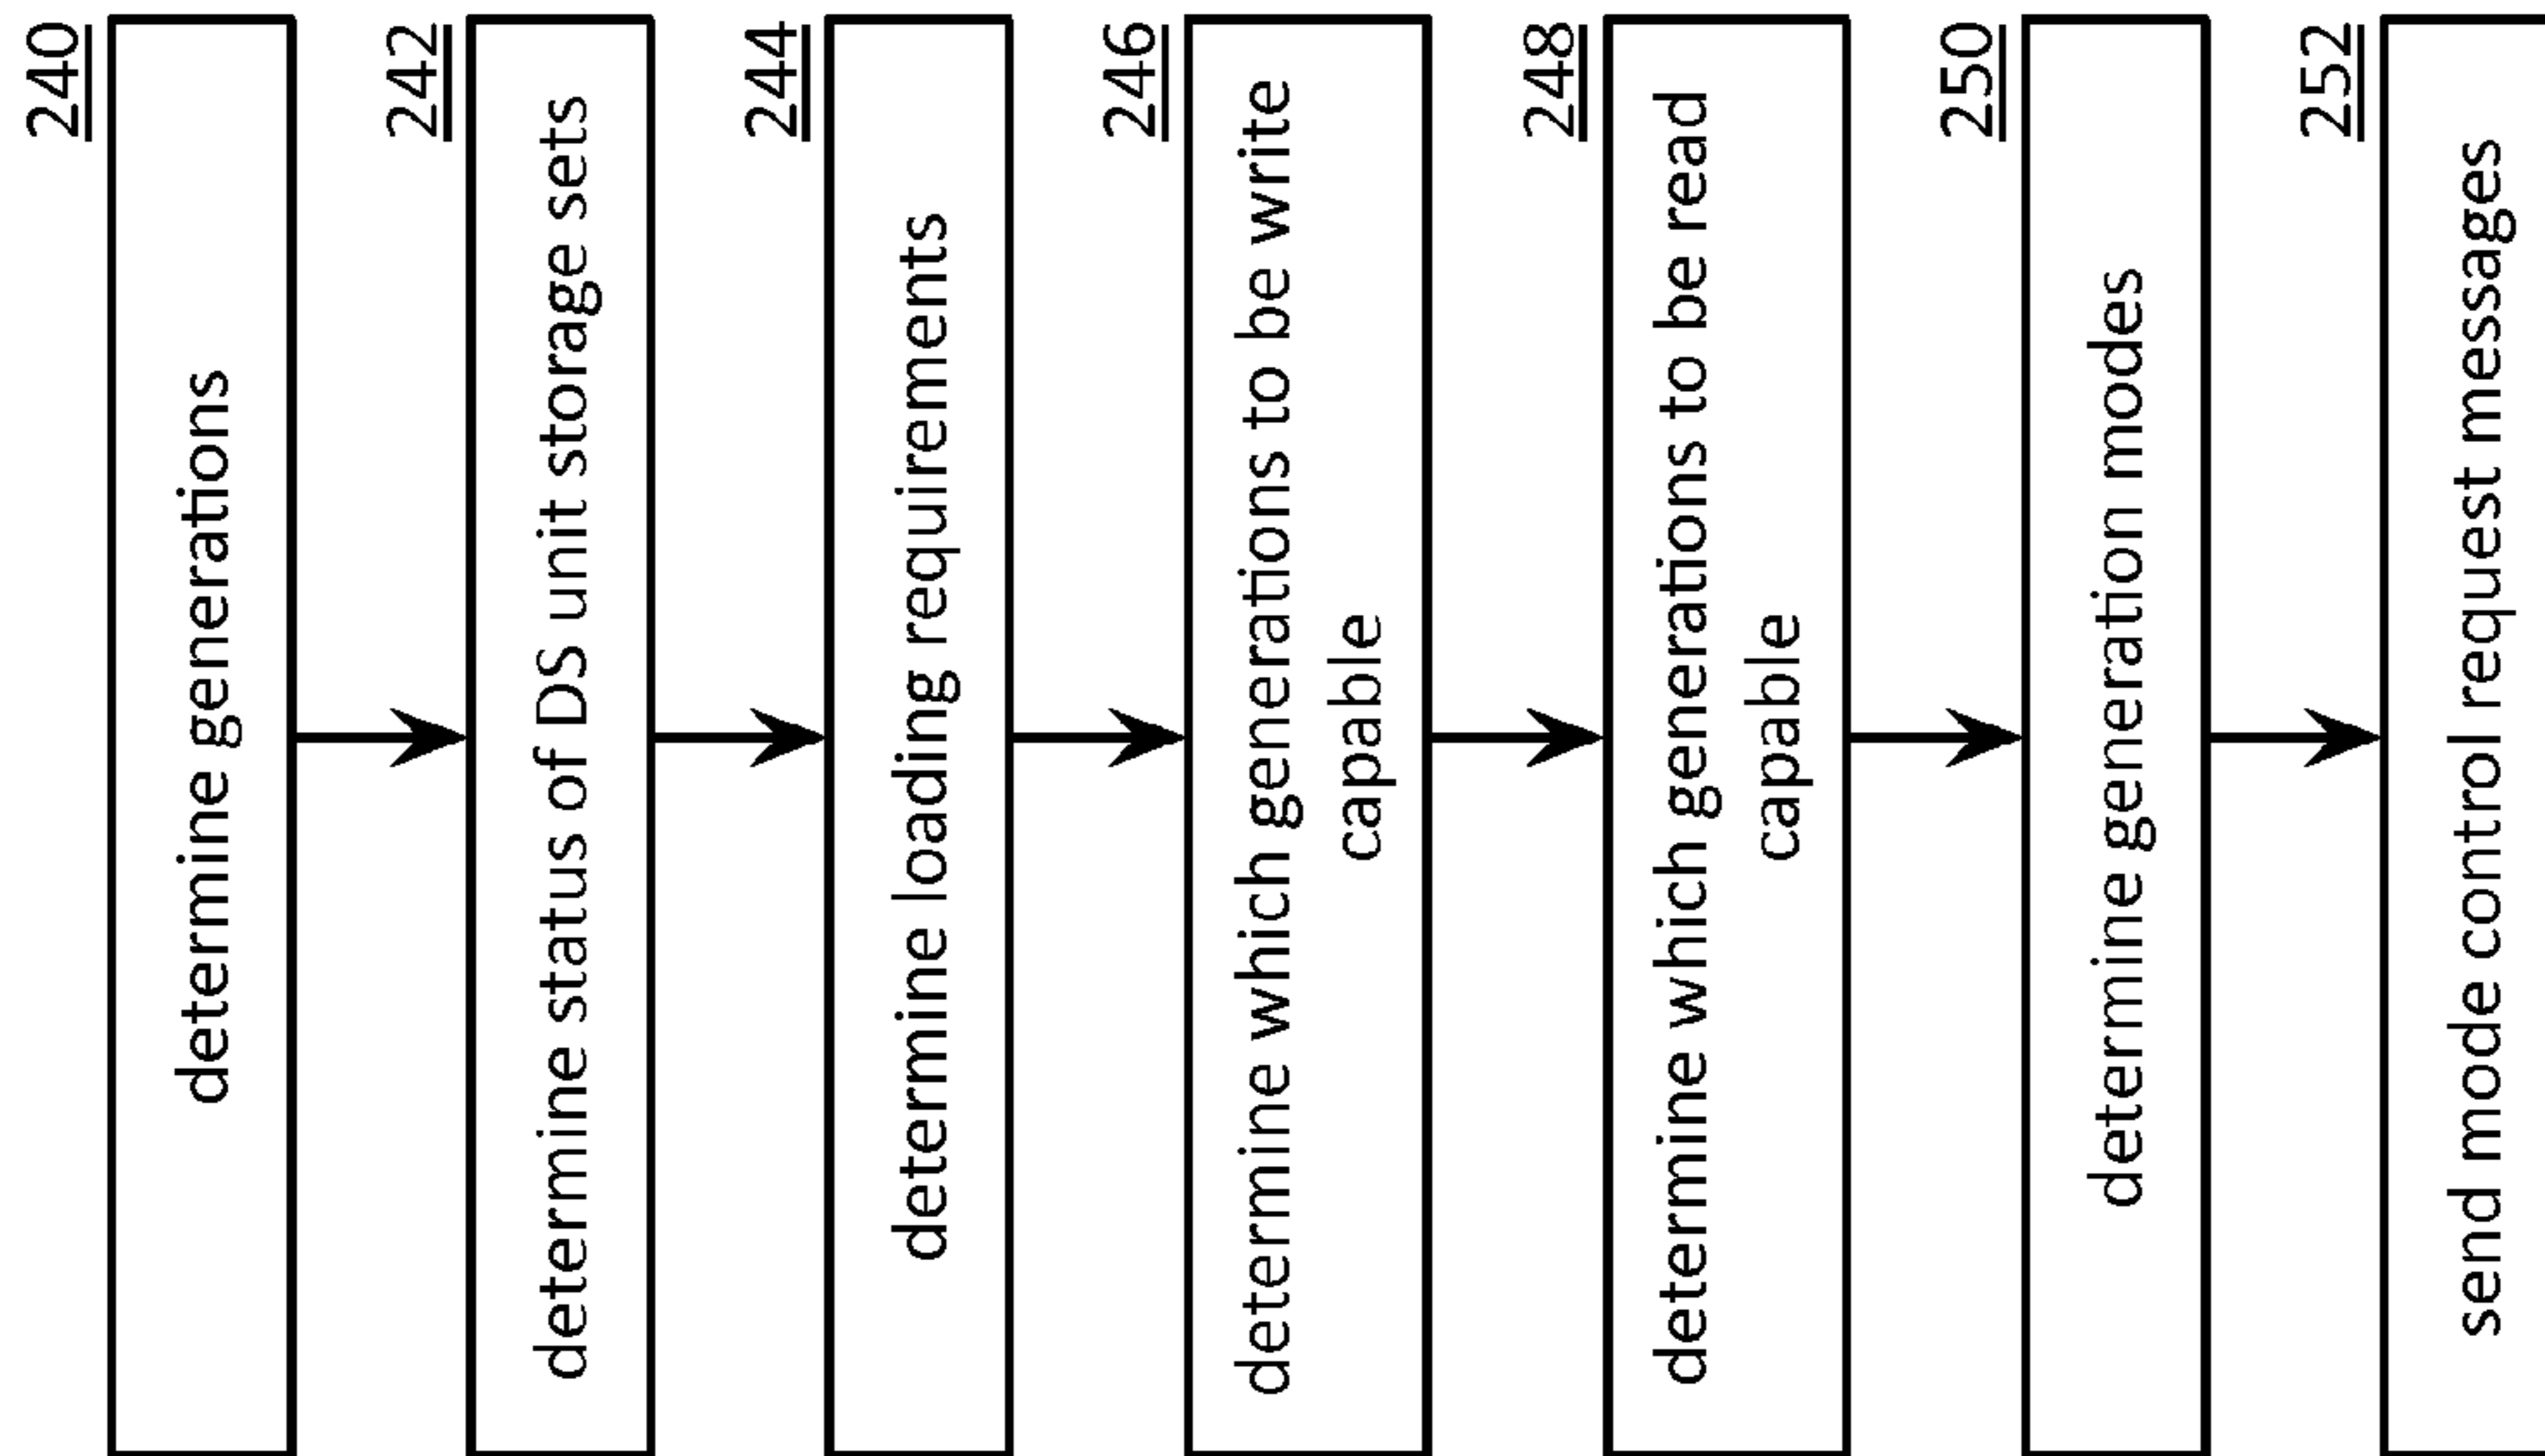 240
determine generations
242
determine status of DS unit storage sets
244
determine loading requirements
246
determine which generations to be write
capable
248
determine which generations to be read
capable
250
determine generation modes
252
send mode control request messages